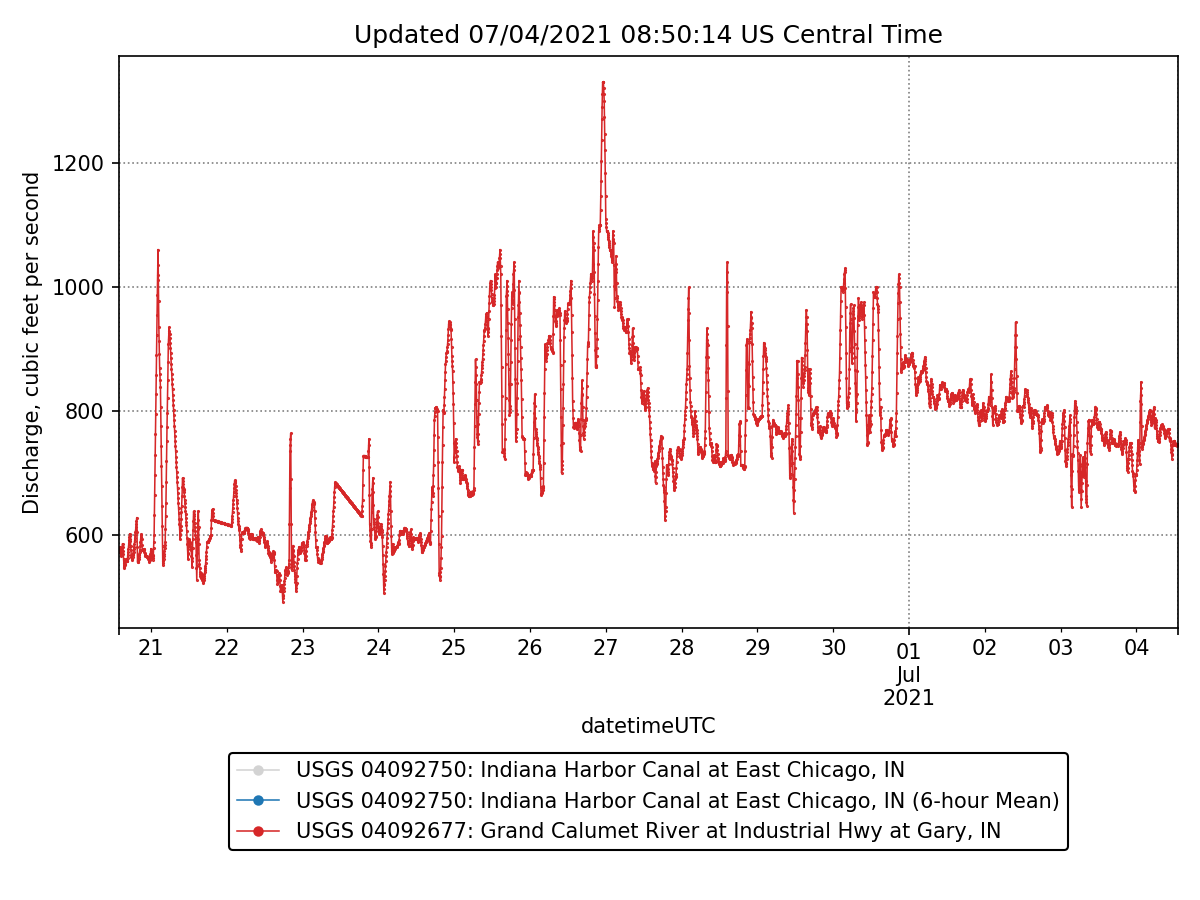 Updated 07/04/2021 08:50:14 US Central Time
Discharge, cubic feet per second
1200
1000
800
600
21 22 23 24 25 26 27 28 29 30 01 02 03 04
Jul
2021
datetimeUTC
USGS 04092750: Indiana Harbor Canal at East Chicago, IN
USGS 04092750: Indiana Harbor Canal at East Chicago, IN (6-hour Mean)
USGS 04092677: Grand Calumet River at Industrial Hwy at Gary, IN